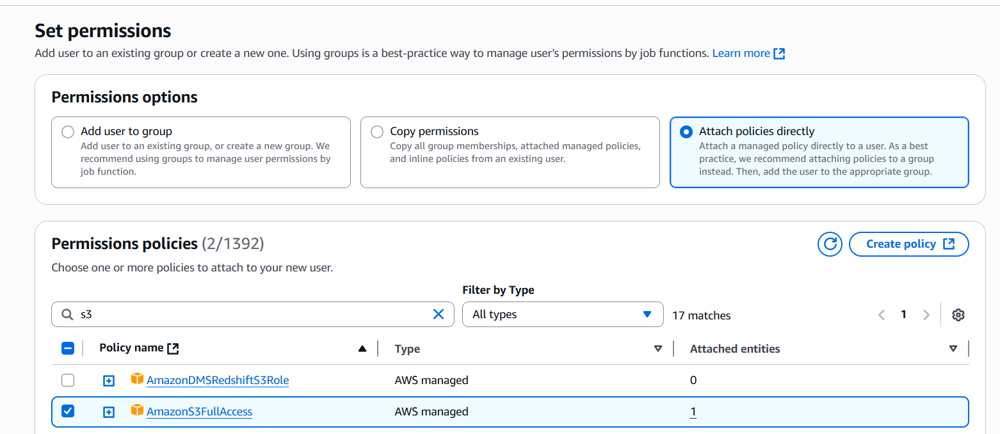 Set permissions
Add user to an existing group or create a new one. Using groups is a best-practice way to manage user's permissions by job functions. Learn more
Permissions options
Add user to group
Add user to an existing group, or create a new group. We
recommend using groups to manage user permissions by
job function.
Copy permissions
Copy all group memberships, attached managed policies,
and inline policies from an existing user.
Attach policies directly
Attach a managed policy directly to a user. As a best
practice, we recommend attaching policies to a group
instead. Then, add the user to the appropriate group.
Permissions policies (2/1392)
Create policy
Choose one or more policies to attach to your new user.
Filter by Type
s3
All types
17 matches
1
Policy name
Type
Attached entities
AmazonDMSRedshiftS3Role
AWS managed
0
AmazonS3FullAccess
AWS managed
1